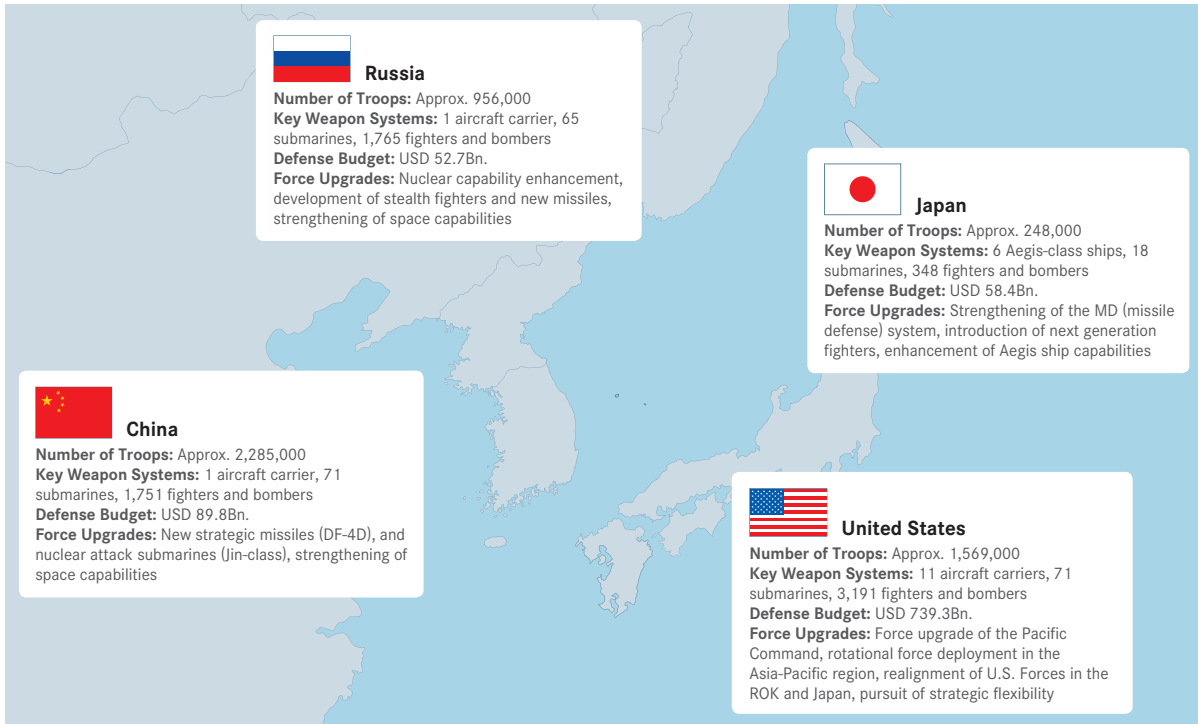 Russia
Number of Troops: Approx. 956,000
Key Weapon Systems: 1 aircraft carrier, 65
submarines, 1,765 fighters and bombers
Defense Budget: USD 52.7Bn.
Force Upgrades: Nuclear capability enhancement,
development of stealth fighters and new missiles,
strengthening of space capabilities
Japan
Number of Troops: Approx. 248,000
Key Weapon Systems: 6 Aegis-class ships, 18
submarines, 348 fighters and bombers
Defense Budget: USD 58.4Bn.
Force Upgrades: Strengthening of the MD (missile
defense) system, introduction of next generation
fighters, enhancement of Aegis ship capabilities
China
Number of Troops: Approx. 2,285,000
Key Weapon Systems: 1 aircraft carrier, 71
submarines, 1,751 fighters and bombers
Defense Budget: USD 89.8Bn.
Force Upgrades: New strategic missiles (DF-4D), and
nuclear attack submarines (Jin-class), strengthening of
space capabilities
United States
Number of Troops: Approx. 1,569,000
Key Weapon Systems: 11 aircraft carriers, 71
submarines, 3,191 fighters and bombers
Defense Budget: USD 739.3Bn.
Force Upgrades: Force upgrade of the Pacific
Command, rotational force deployment in the
Asia-Pacific region, realignment of U.S. Forces in the
ROK and Japan, pursuit of strategic flexibility